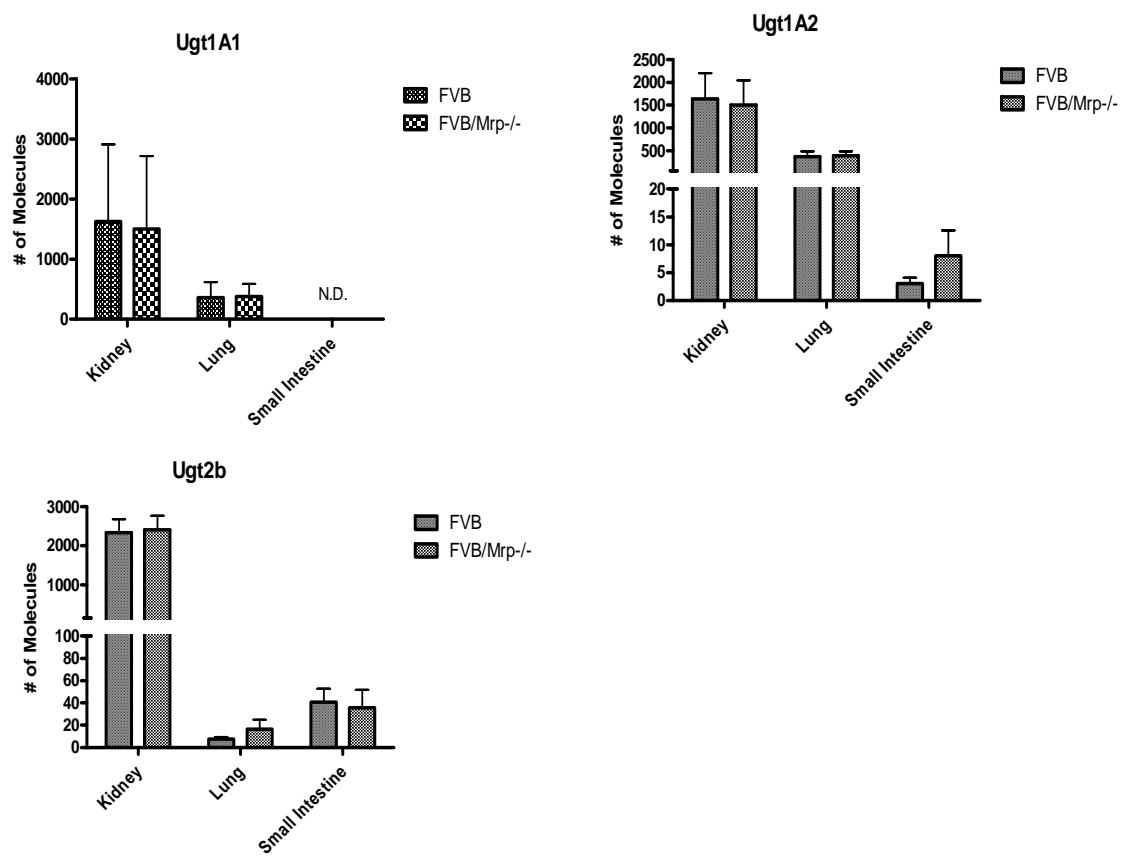 Ugt1A1
# of Molecules
4000
3000
2000
1000
0
N.D.
Kidney
Lung
Small Intestine
FVB
FVB/Mrp-/-
Ugt1A2
# of Molecules
2500
2000
1500
1000
500
20
15
10
5
0
Kidney
Lung
Small Intestine
FVB
FVB/Mrp-/-
Ugt2b
# of Molecules
3000
2000
1000
100
80
60
40
20
0
Kidney
Lung
Small Intestine
FVB
FVB/Mrp-/-